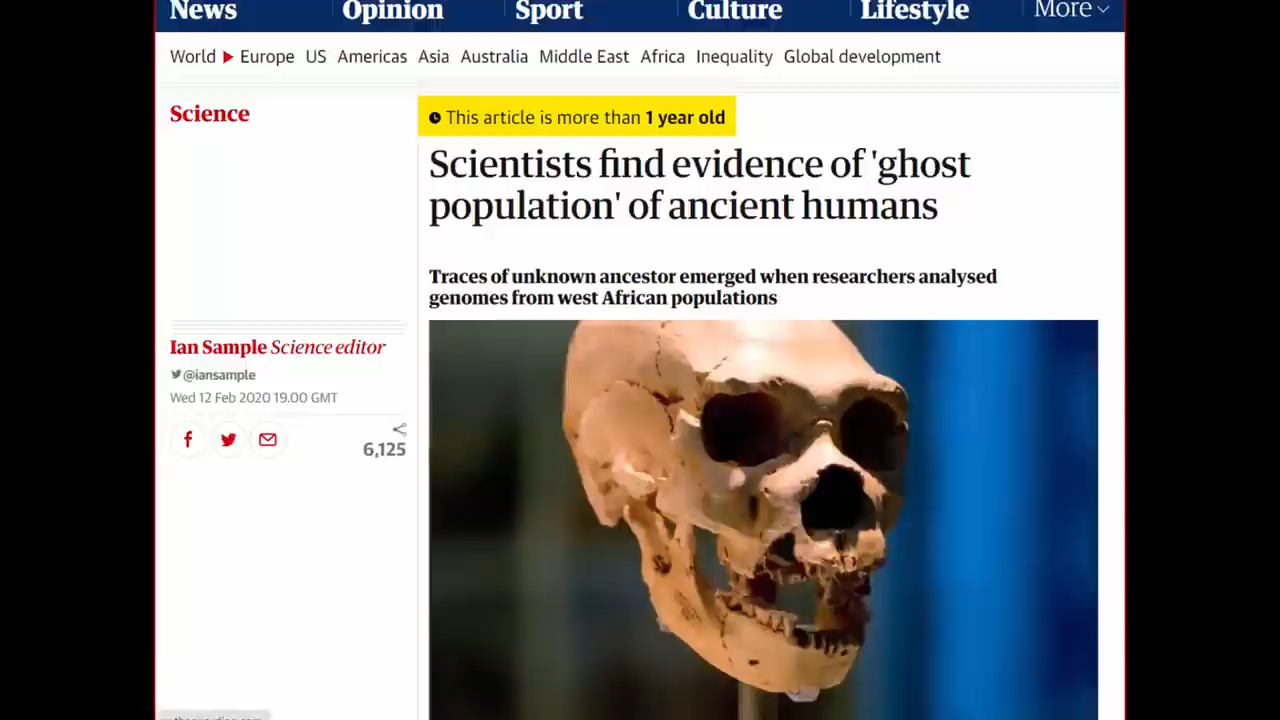 News Opinion Sport Culture Lifestyle More
World Europe US Americas Asia Australia Middle East Africa Inequality Global development
Science
This article is more than 1 year old
Scientists find evidence of 'ghost
population' of ancient humans
Traces of unknown ancestor emerged when researchers analysed
genomes from west African populations
Ian Sample Science editor
@iansample
Wed 12 Feb 2020 19.00 GMT
6,125